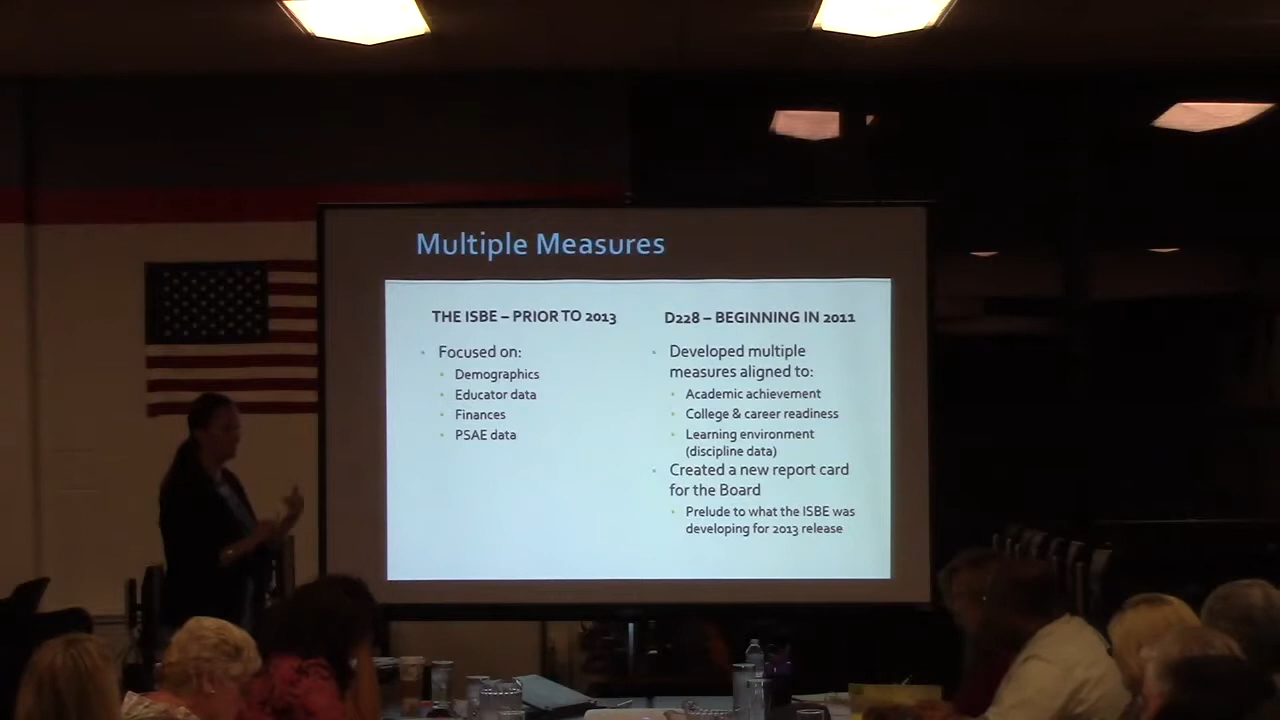 Multiple Measures
THE ISBE – PRIOR TO 2013
Focused on:
Demographics
Educator data
Finances
PSAE data
D228 – BEGINNING IN 2011
Developed multiple
measures aligned to:
Academic achievement
College & career readiness
Learning environment
(discipline data)
Created a new report card
for the Board
Prelude to what the ISBE was
developing for 2013 release